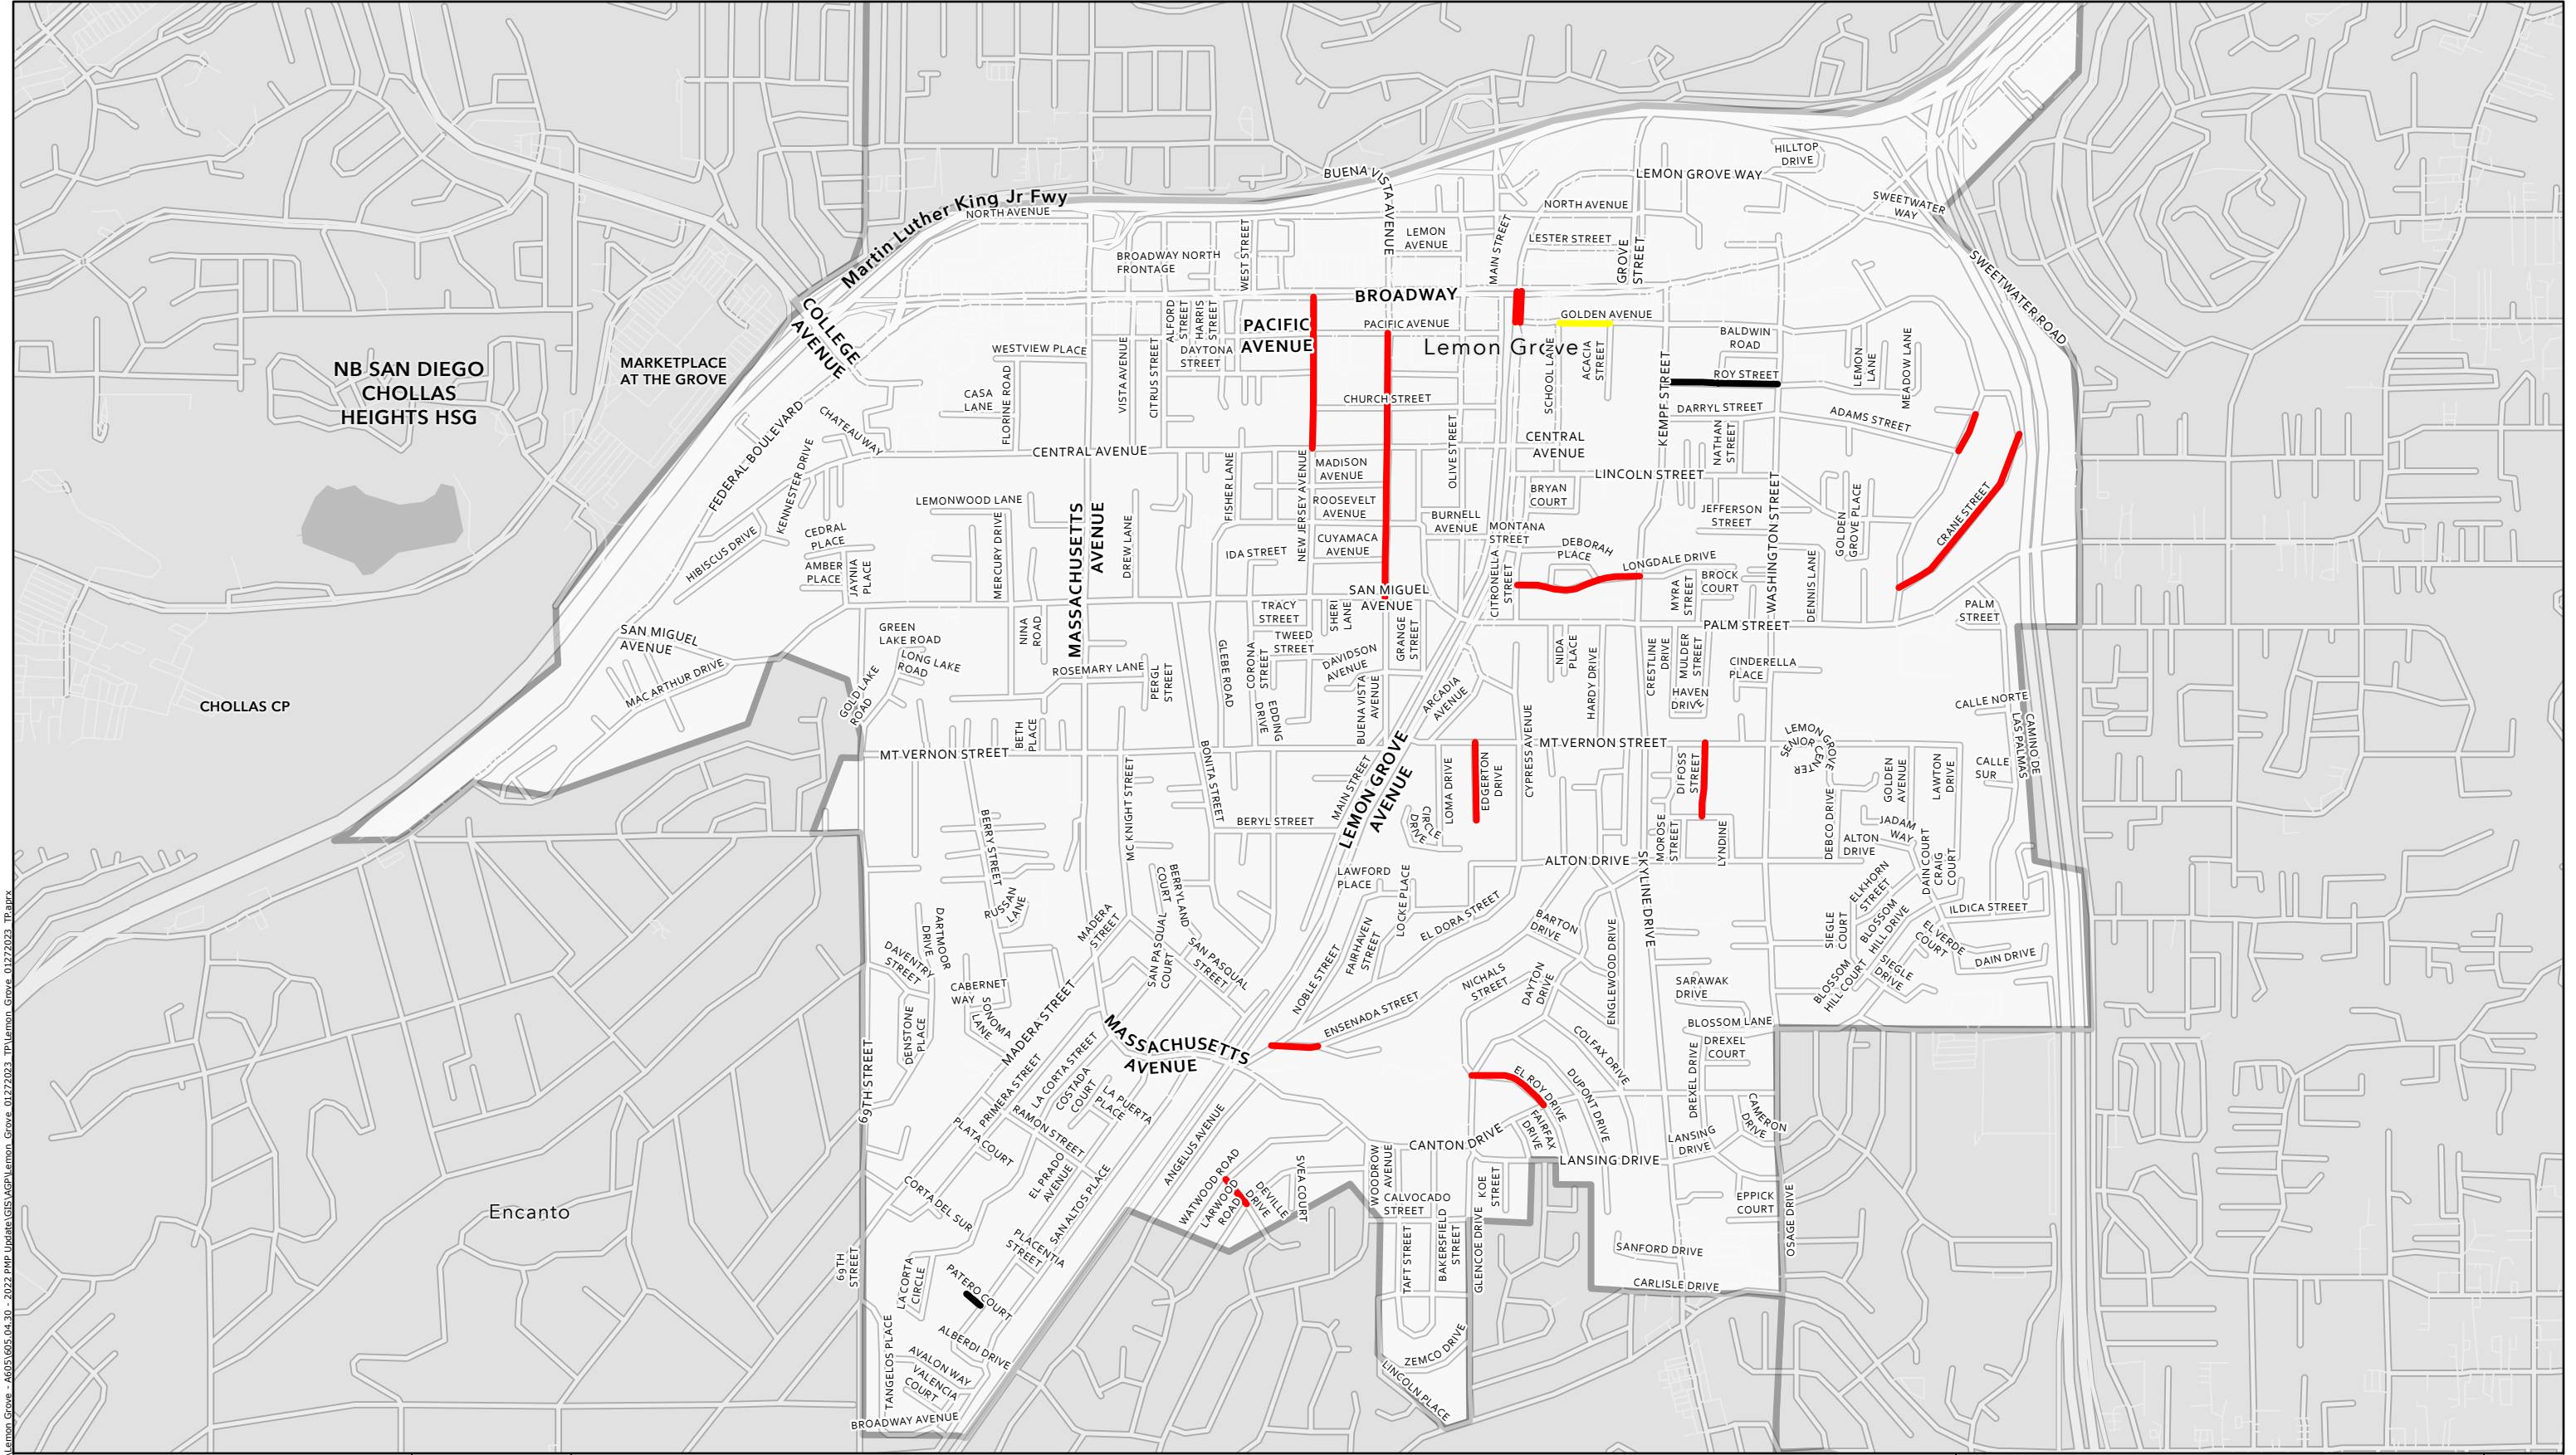 HILLTOP
DRIVE
BUENA VISTA AVENUE
LEMON GROVE WAY
Martin Luther King Jr Fwy
NORTH AVENUE
NORTH AVENUE
SWEETWATER
WAY
WEST STREET
LEMON
AVENUE
MAIN STREET
LESTER STREET
GROVE
STREET
BROADWAY NORTH
FRONTAGE
SWEETWATER ROAD
COLLEGE
AVENUE
BROADWAY
ALFORD
STREET
HARRIS
STREET
PACIFIC
AVENUE
PACIFIC AVENUE
GOLDEN AVENUE
BALDWIN
ROAD
NB SAN DIEGO
CHOLLAS
HEIGHTS HSG
MARKETPLACE
AT THE GROVE
WESTVIEW PLACE
DAYTONA
STREET
VISTA AVENUE
CITRUS STREET
Lemon Grove
SCHOOL LANE
ACACIA
STREET
LEMON
LANE
MEADOW LANE
ROY STREET
CASA
LANE
FLORINE ROAD
CHURCH STREET
KEMPF STREET
DARRYL STREET
ADAMS STREET
FEDERAL BOULEVARD
CHATEAU WAY
KENNESTER DRIVE
CENTRAL AVENUE
CENTRAL
AVENUE
NATHAN
STREET
OLIVE STREET
MADISON
AVENUE
LINCOLN STREET
FISHER LANE
NEW JERSEY AVENUE
LEMONWOOD LANE
ROOSEVELT
AVENUE
BRYAN
COURT
WASHINGTON STREET
JEFFERSON
STREET
GOLDEN
GROVE PLACE
CRANE STREET
MASSACHUSETTS
AVENUE
MERCURY DRIVE
DREW LANE
BURNELL
AVENUE
MONTANA
STREET
CEDRAL
PLACE
HIBISCUS DRIVE
AMBER
PLACE
JAYNIA
PLACE
IDA STREET
CUYAMACA
AVENUE
DEBORAH
PLACE
LONGDALE DRIVE
CITRONELLA
STREET
MYRA
STREET
BROCK
COURT
DENNIS LANE
SAN MIGUEL
AVENUE
TRACY
STREET
SHERI
LANE
PALM
STREET
PALM STREET
SAN MIGUEL
AVENUE
GREEN
LAKE ROAD
NINA
ROAD
TWEED
STREET
GRANGE
STREET
LONG LAKE
ROAD
ROSEMARY LANE
PERGL
STREET
GLEBE ROAD
CORONA
STREET
DAVIDSON
AVENUE
NIDA
PLACE
HARDY DRIVE
CRESTLINE
DRIVE
MULDER
STREET
CINDERELLA
PLACE
MAC ARTHUR DRIVE
GOLD LAKE
ROAD
CHOLLAS CP
EDDING
DRIVE
BUENA VISTA
AVENUE
ARCADIA
AVENUE
HAVEN
DRIVE
CALLE NORTE
CAMINO DE
LAS PALMAS
BETH
PLACE
MT VERNON STREET
MT VERNON STREET
LEMON GROVE
SENIOR CENTER
CYPRESS AVENUE
BONITA STREET
MC KNIGHT STREET
MAIN STREET
LEMON GROVE
AVENUE
LOMA DRIVE
EDGERTON
DRIVE
DIFOSS
STREET
GOLDEN
AVENUE
LAWTON
DRIVE
CALLE
SUR
BERRY STREET
BERYL STREET
CIRCLE
DRIVE
MOROSE
STREET
LYNDINE
DEBCO DRIVE
JADAM
WAY
ALTON
DRIVE
ALTON DRIVE
SKYLINE DRIVE
DAIN COURT
CRAIG
COURT
LAWFORD
PLACE
LOCKE PLACE
BERRYLAND
COURT
RUSSAN
LANE
ELKHORN
STREET
EL DORA STREET
BARTON
DRIVE
ILDICA STREET
DARTMOOR
DRIVE
MADERA
STREET
SAN PASQUAL
COURT
SAN PASQUAL
STREET
SIEGLE
COURT
BLOSSOM
HILL DRIVE
EL VERDE
COURT
DAVENTRY
STREET
FAIRHAVEN
STREET
NOBLE STREET
DAIN DRIVE
SIEGLE
DRIVE
BLOSSOM
HILL COURT
CABERNET
WAY
SONOMA
LANE
NICHALS
STREET
DAYTON
DRIVE
ENGLEWOOD DRIVE
SARAWAK
DRIVE
DENSTONE
PLACE
MADERA STREET
MASSACHUSETTS
AVENUE
ENSENADA STREET
BLOSSOM LANE
DREXEL
COURT
COLFAX DRIVE
69TH STREET
PRIMERA STREET
LA CORTA STREET
COSTADA
COURT
LA PUERTA
PLACE
EL ROY DRIVE
DUPONT DRIVE
DREXEL DRIVE
CAMERON
DRIVE
RAMON STREET
PLATA COURT
ANGELUS AVENUE
FAIRFAX
DRIVE
CANTON DRIVE
LANSING
DRIVE
LANSING DRIVE
EL PRADO
AVENUE
SAN ALTOS PLACE
WATWOOD ROAD
LARWOOD
ROAD
DEVILLE
DRIVE
SVEA COURT
WOODROW
AVENUE
CALVOCADO
STREET
KOE
STREET
EPPICK
COURT
OSAGE DRIVE
CORTA DEL SUR
Encanto
PLACENTIA
STREET
69TH
STREET
TAFT STREET
BAKERSFIELD
STREET
GLENCOE DRIVE
SANFORD DRIVE
LA CORTA
CIRCLE
PATERO COURT
CARLISLE DRIVE
TANGELOS PLACE
ALBERDI DRIVE
AVALON WAY
VALENCIA
COURT
ZEMCO DRIVE
LINCOLN PLACE
BROADWAY AVENUE
\Lemon Grove - A605\605.04.30 - 2022 PMP Update\GIS\AGP\Lemon_Grove_01272023_TP\Lemon_Grove_01272023_TP.aprx